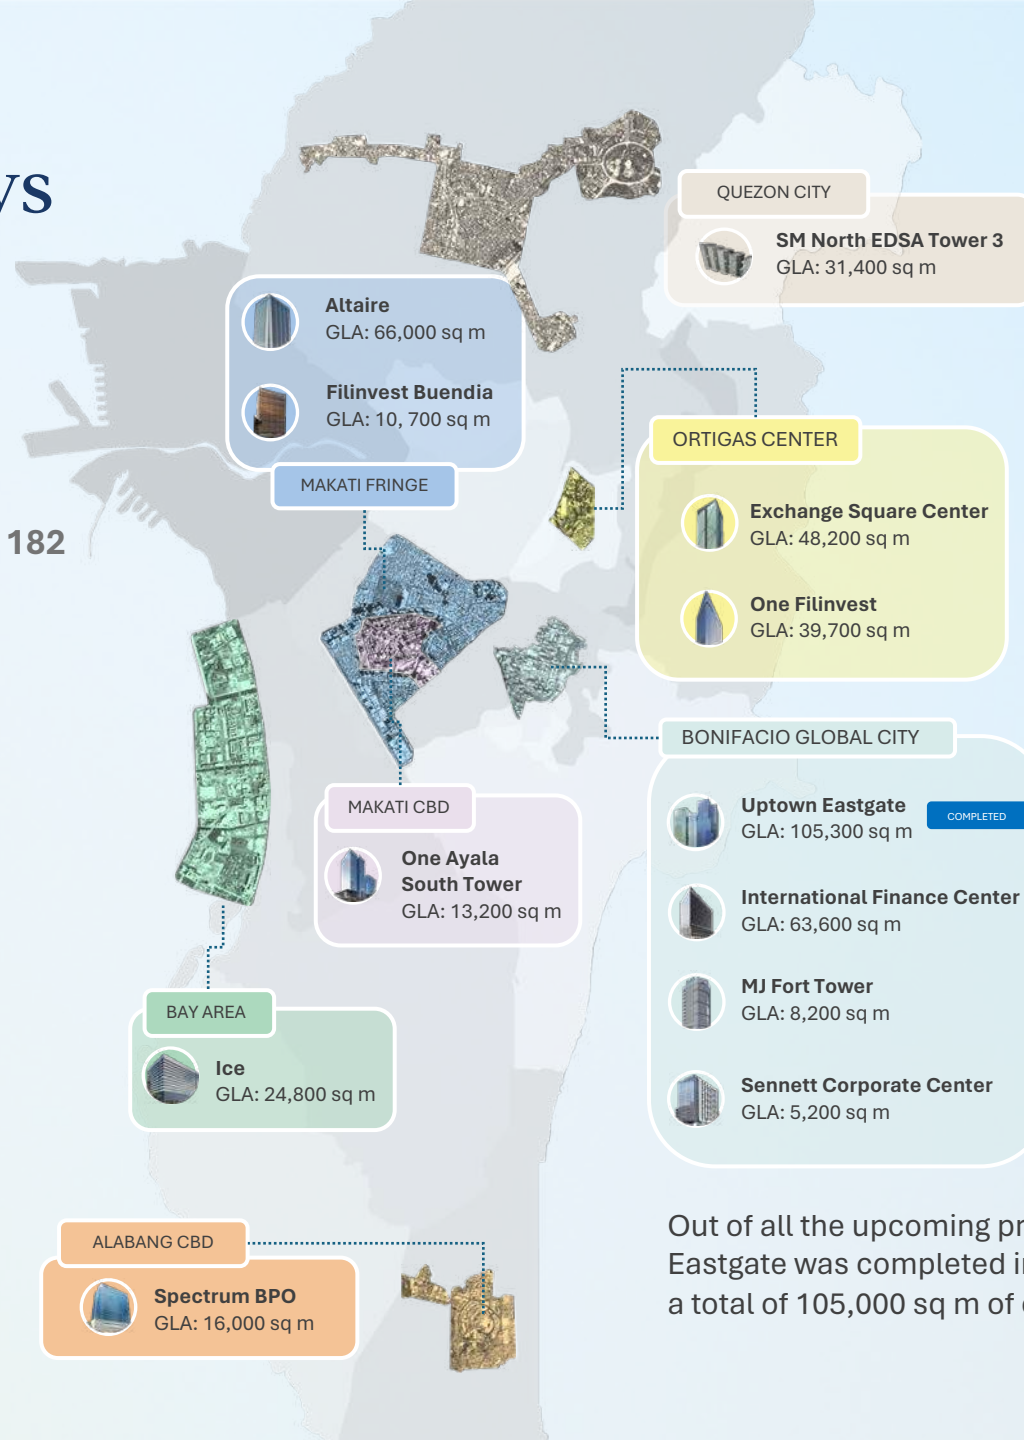 QUEZON CITY
SM North EDSA Tower 3
GLA: 31,400 sq m
Altaire
GLA: 66,000 sq m
Filinvest Buendia
GLA: 10, 700 sq m
MAKATI FRINGE
ORTIGAS CENTER
Exchange Square Center
GLA: 48,200 sq m
One Filinvest
GLA: 39,700 sq m
182
BONIFACIO GLOBAL CITY
Uptown Eastgate
GLA: 105,300 sq m
COMPLETED
International Finance Center
GLA: 63,600 sq m
MJ Fort Tower
GLA: 8,200 sq m
Sennett Corporate Center
GLA: 5,200 sq m
MAKATI CBD
One Ayala
South Tower
GLA: 13,200 sq m
BAY AREA
Ice
GLA: 24,800 sq m
ALABANG CBD
Spectrum BPO
GLA: 16,000 sq m
Out of all the upcoming
Eastgate was completed
a total of 105,000 sq m of